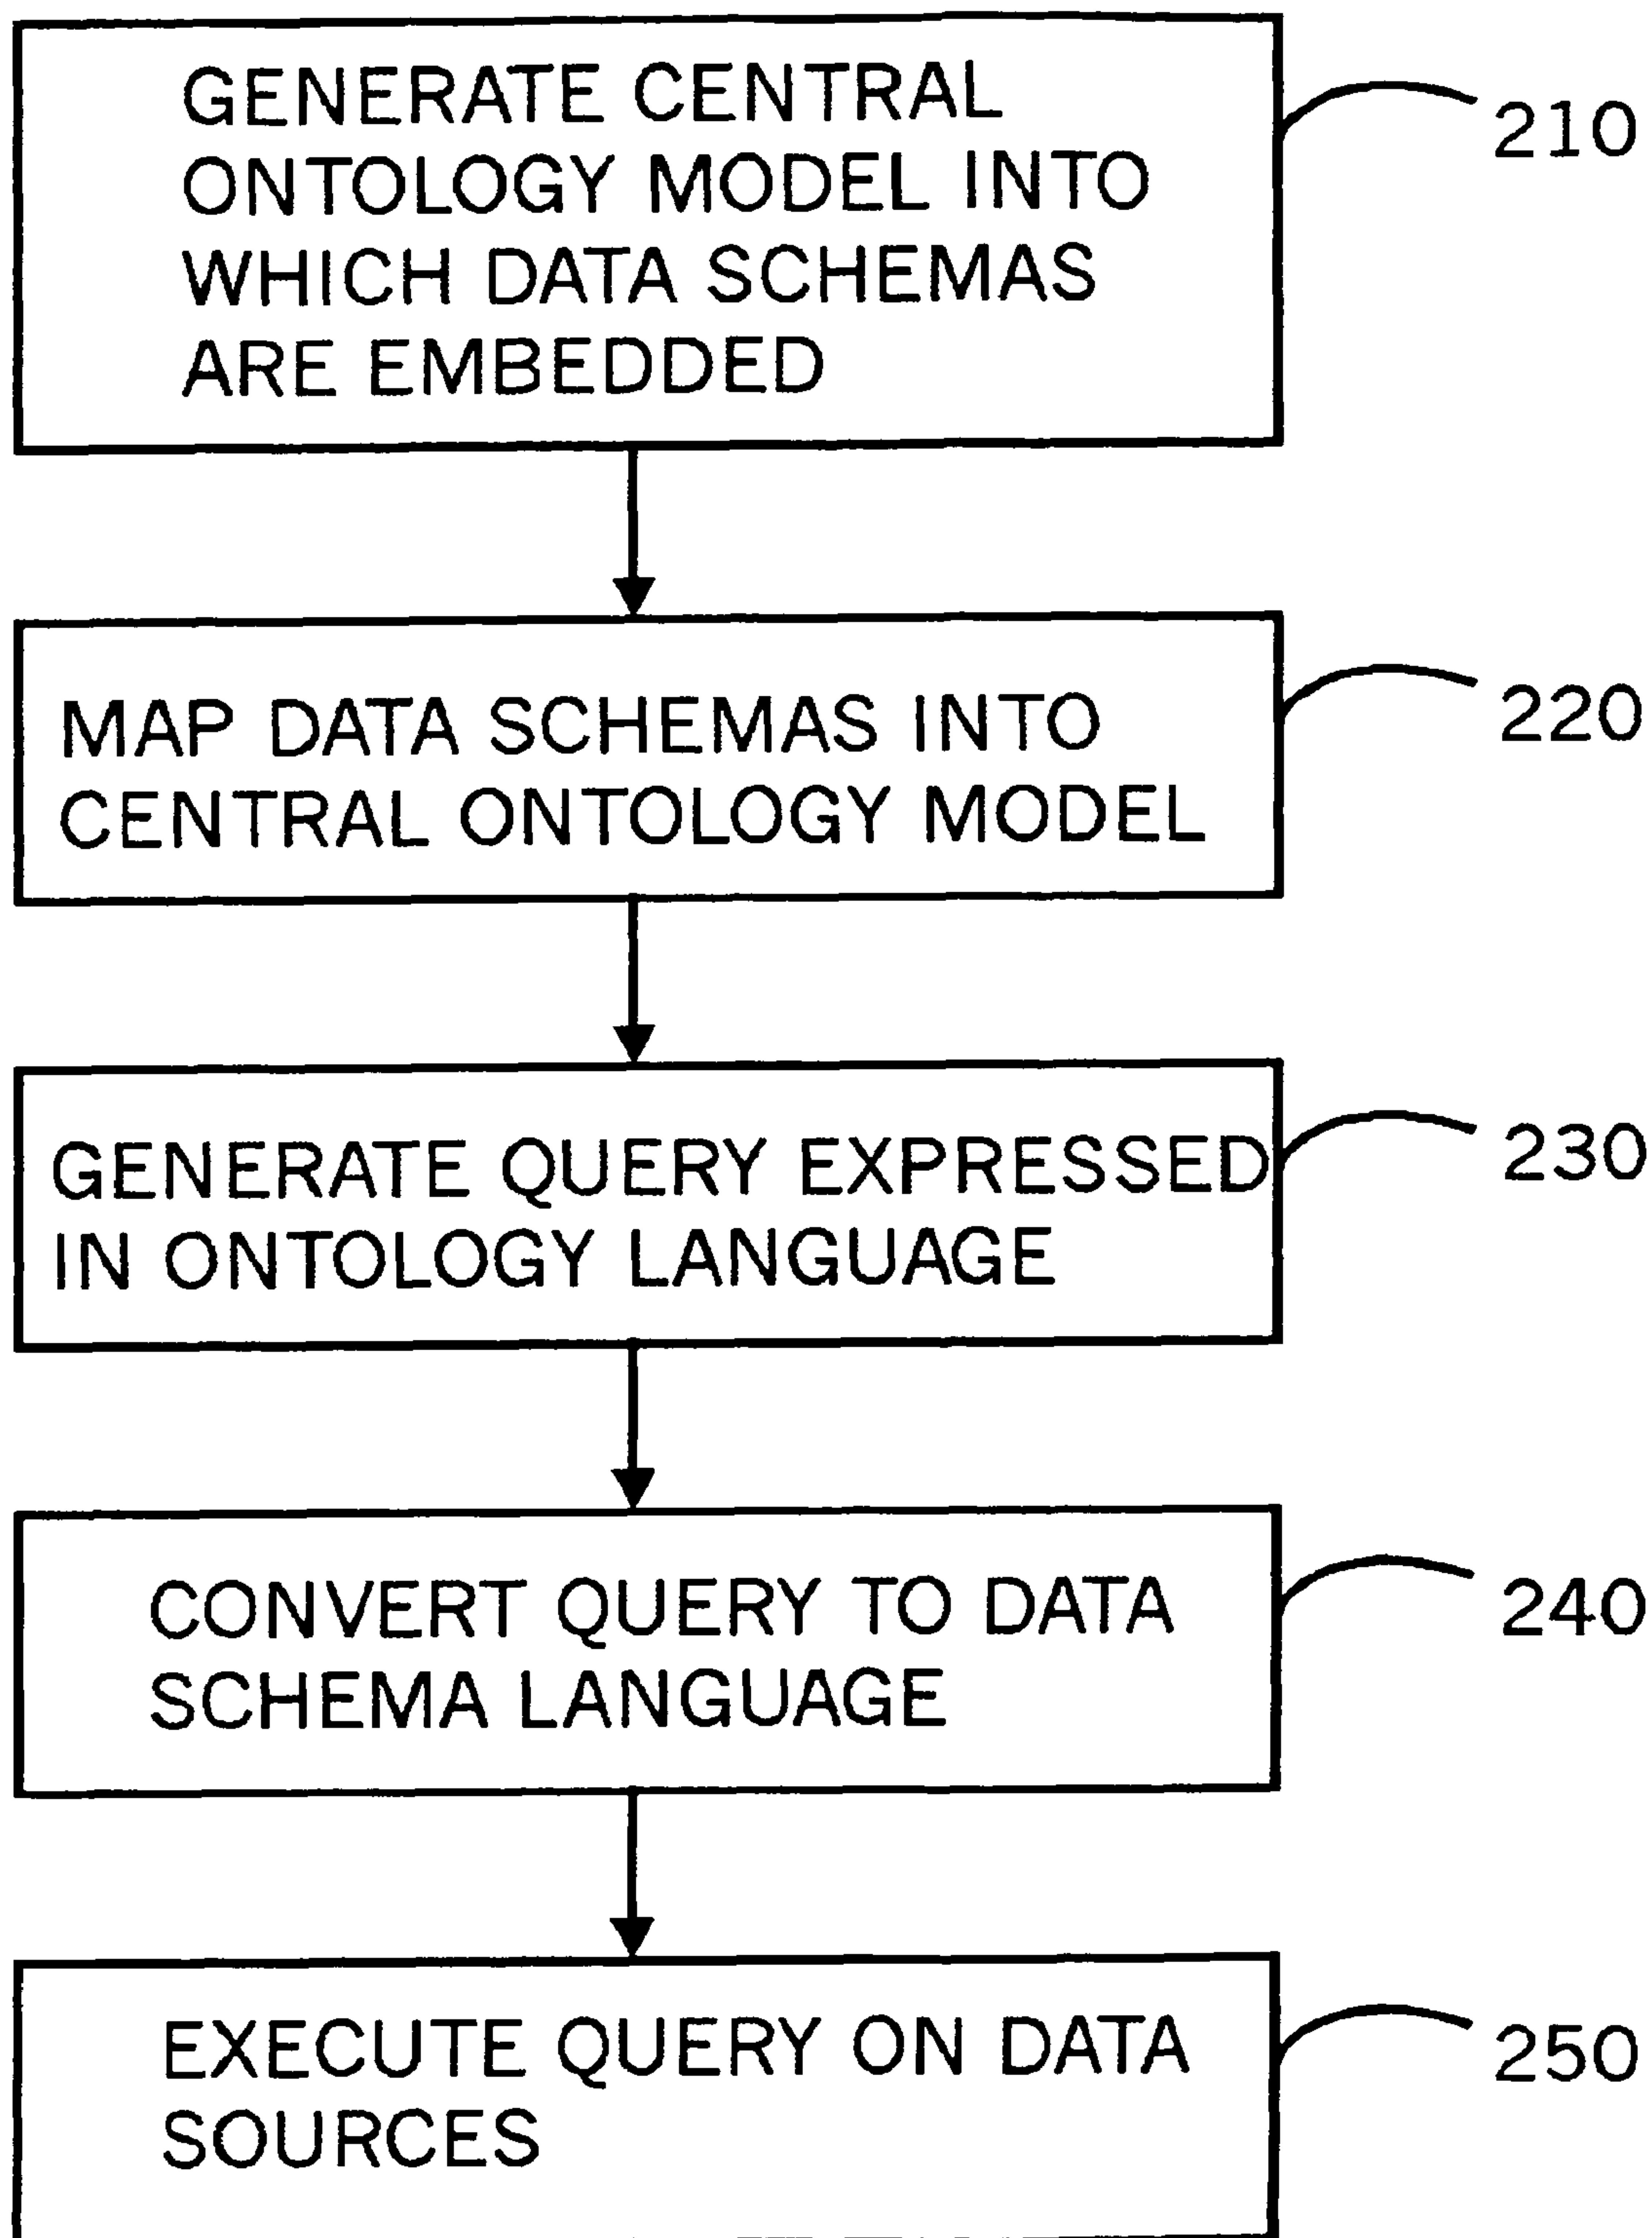 GENERATE CENTRAL
ONTOLOGY MODEL INTO
WHICH DATA SCHEMAS
ARE EMBEDDED
210
MAP DATA SCHEMAS INTO
CENTRAL ONTOLOGY MODEL
220
GENERATE QUERY EXPRESSED
IN ONTOLOGY LANGUAGE
230
CONVERT QUERY TO DATA
SCHEMA LANGUAGE
240
EXECUTE QUERY ON DATA
SOURCES
250